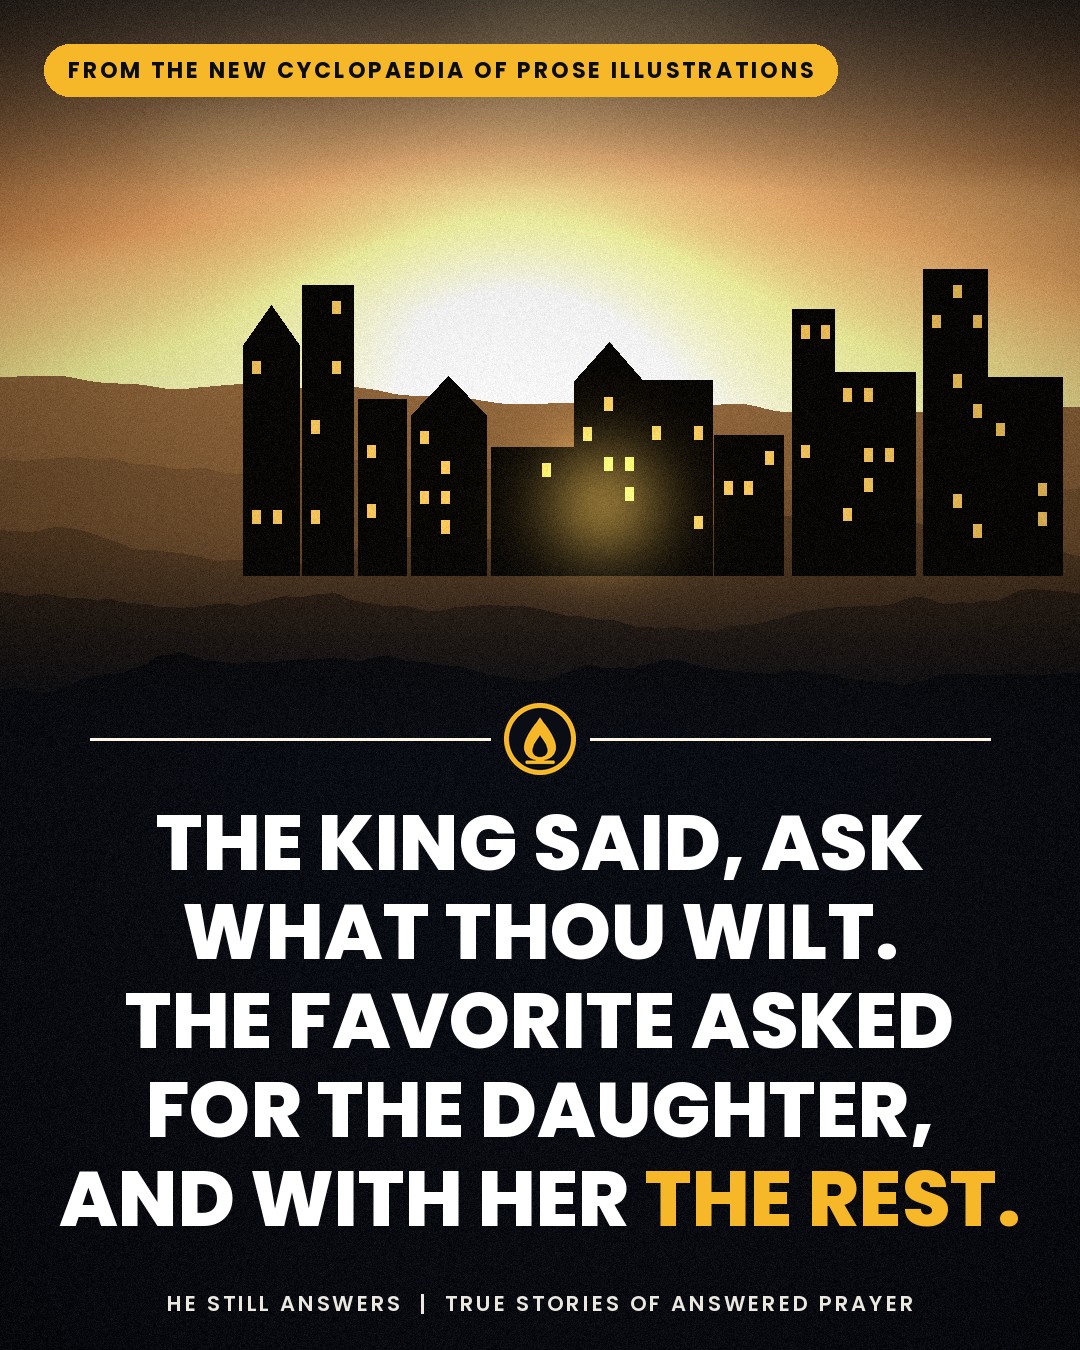 FROM THE NEW CYCLOPAEDIA OF PROSE ILLUSTRATIONS
THE KING SAID, ASK
WHAT THOU WILT.
THE FAVORITE ASKED
FOR THE DAUGHTER,
AND WITH HER THE REST.
HE STILL ANSWERS | TRUE STORIES OF ANSWERED PRAYER